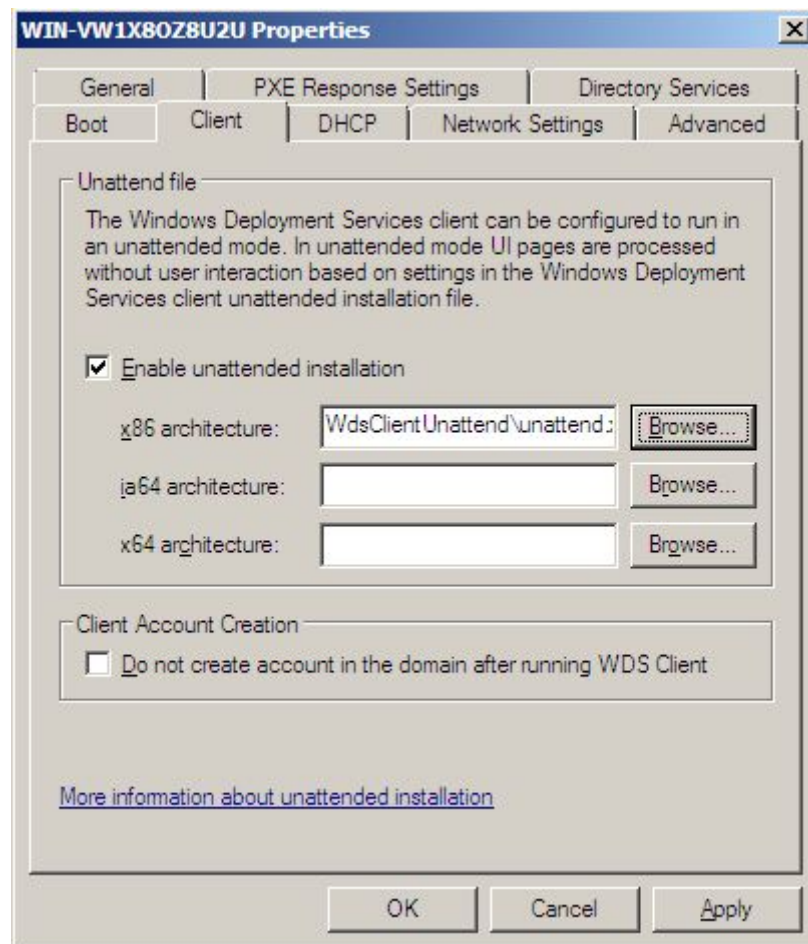 WIN-VW1X8OZ8U2U Properties
General
PXE Response Settings
Directory Services
Boot
Client
DHCP
Network Settings
Advanced
Unattend file
The Windows Deployment Services client can be configured to run in
an unattended mode. In unattended mode UI pages are processed
without user interaction based on settings in the Windows Deployment
Services client unattended installation file.
Enable unattended installation
x86 architecture:
WdsClientUnattend\unattend.x
Browse...
ia64 architecture:
Browse...
x64 architecture:
Browse...
Client Account Creation
Do not create account in the domain after running WDS Client
More information about unattended installation
OK
Cancel
Apply